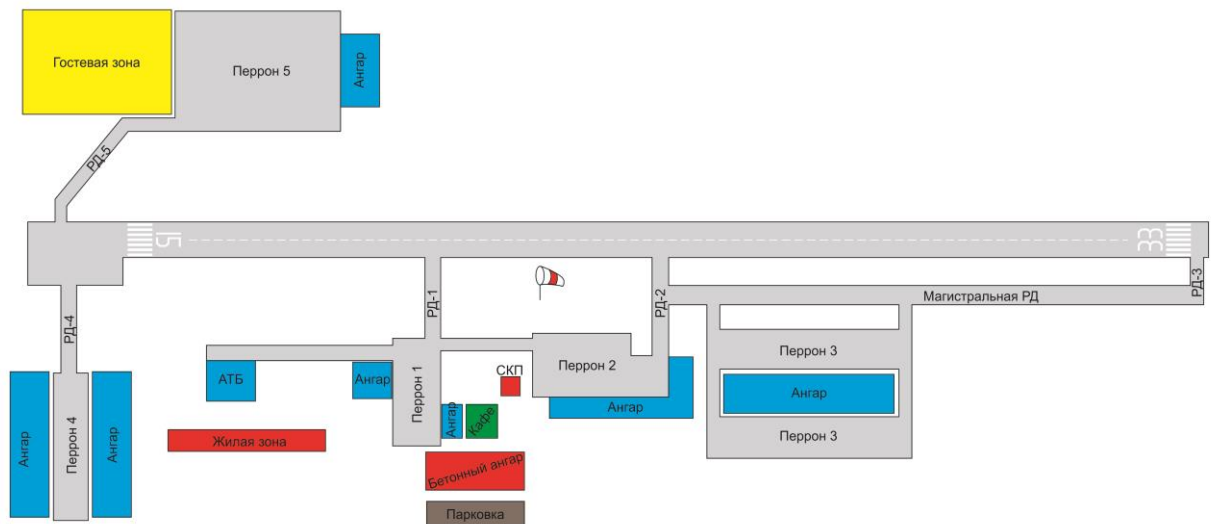 Гостевая зона
Перрон 5
Ангар
РД-5
15
33
РД-1
РД-2
РД-3
Магистральная РД
РД-4
Перрон 3
СКП
Перрон 2
АТБ
Ангар
Перрон 1
Ангар
Ангар
Перрон 4
Ангар
Ангар
Кафе
Ангар
Ангар
Жилая зона
Перрон 3
Бетонный ангар
Парковка